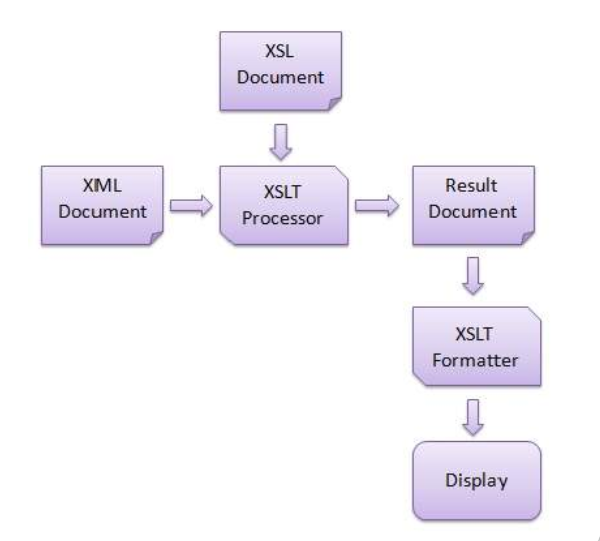 XSL
Document
XML
Document
XSLT
Processor
Result
Document
XSLT
Formatter
Display